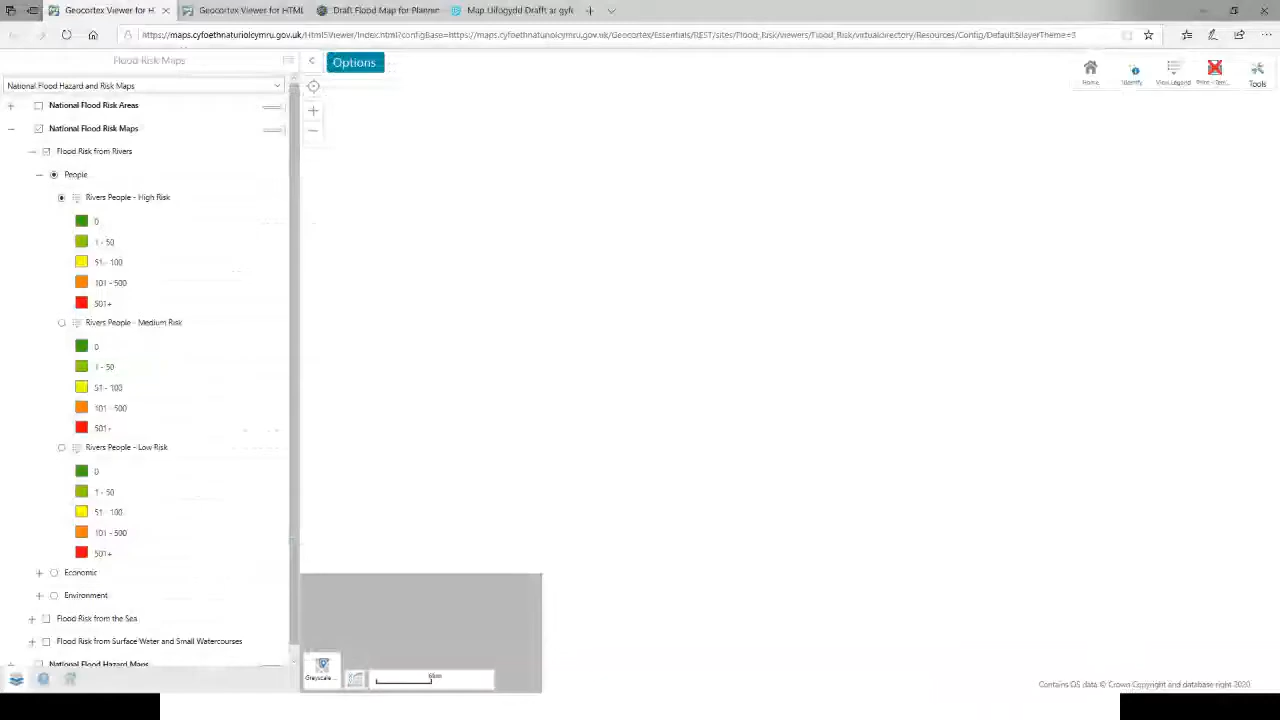 Geocortex Viewer for H
Geocortex Viewer for HTML
Draft Flood Map for Planner
Map Llifogydd Drafft ar gyfe
https://maps.cyfoethnaturiolcymru.gov.uk/Html5Viewer/Index.html?configBase=https://maps.cyfoethnaturiolcymru.gov.uk/Geocortex/Essentials/REST/sites/Flood_Risk/viewers/Flood_Risk/virtualdirectory/Resources/Config/Default&layerTheme=3
Flood Risk Maps
Options
Home
Identify
View Legend
Tools
National Flood Hazard and Risk Maps
National Flood Risk Areas
National Flood Risk Maps
Flood Risk from Rivers
People
Rivers People - High Risk
0
1 - 50
51 - 100
101 - 500
501+
Rivers People - Medium Risk
0
1 - 50
51 - 100
101 - 500
501+
Rivers People - Low Risk
0
1 - 50
51 - 100
101 - 500
501+
Economic
Environment
Flood Risk from the Sea
Flood Risk from Surface Water and Small Watercourses
National Flood Hazard Maps
Greyscale ...
Contains OS data © Crown Copyright and database right 2020